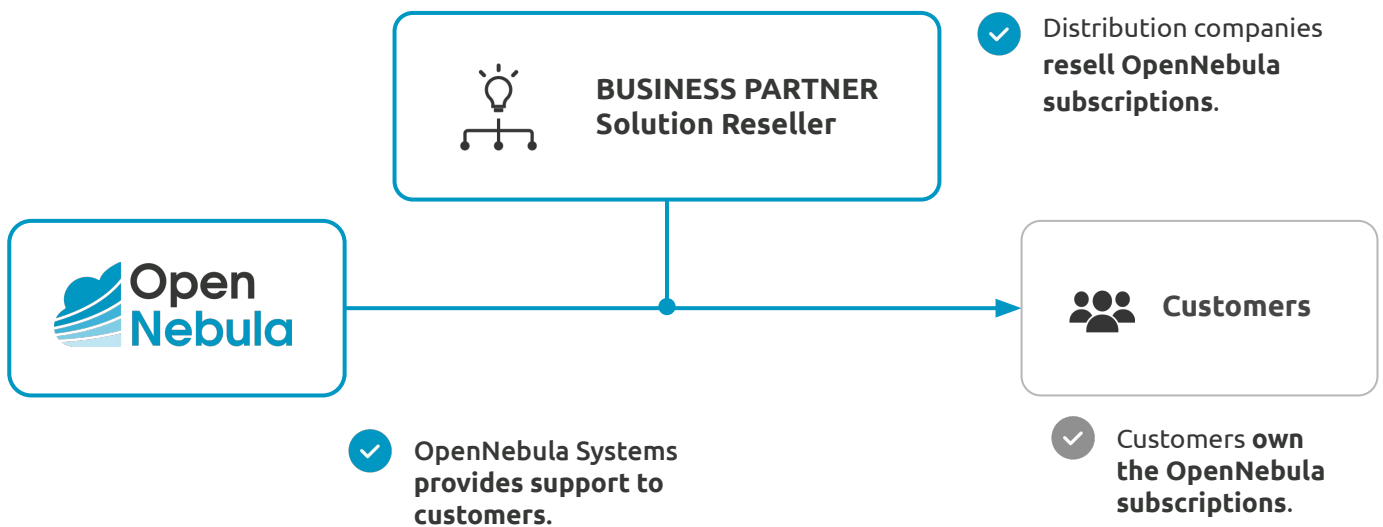 BUSINESS PARTNER
Solution Reseller
Distribution companies
resell OpenNebula
subscriptions.
Open
Nebula
Customers
OpenNebula Systems
provides support to
customers.
Customers own
the OpenNebula
subscriptions.